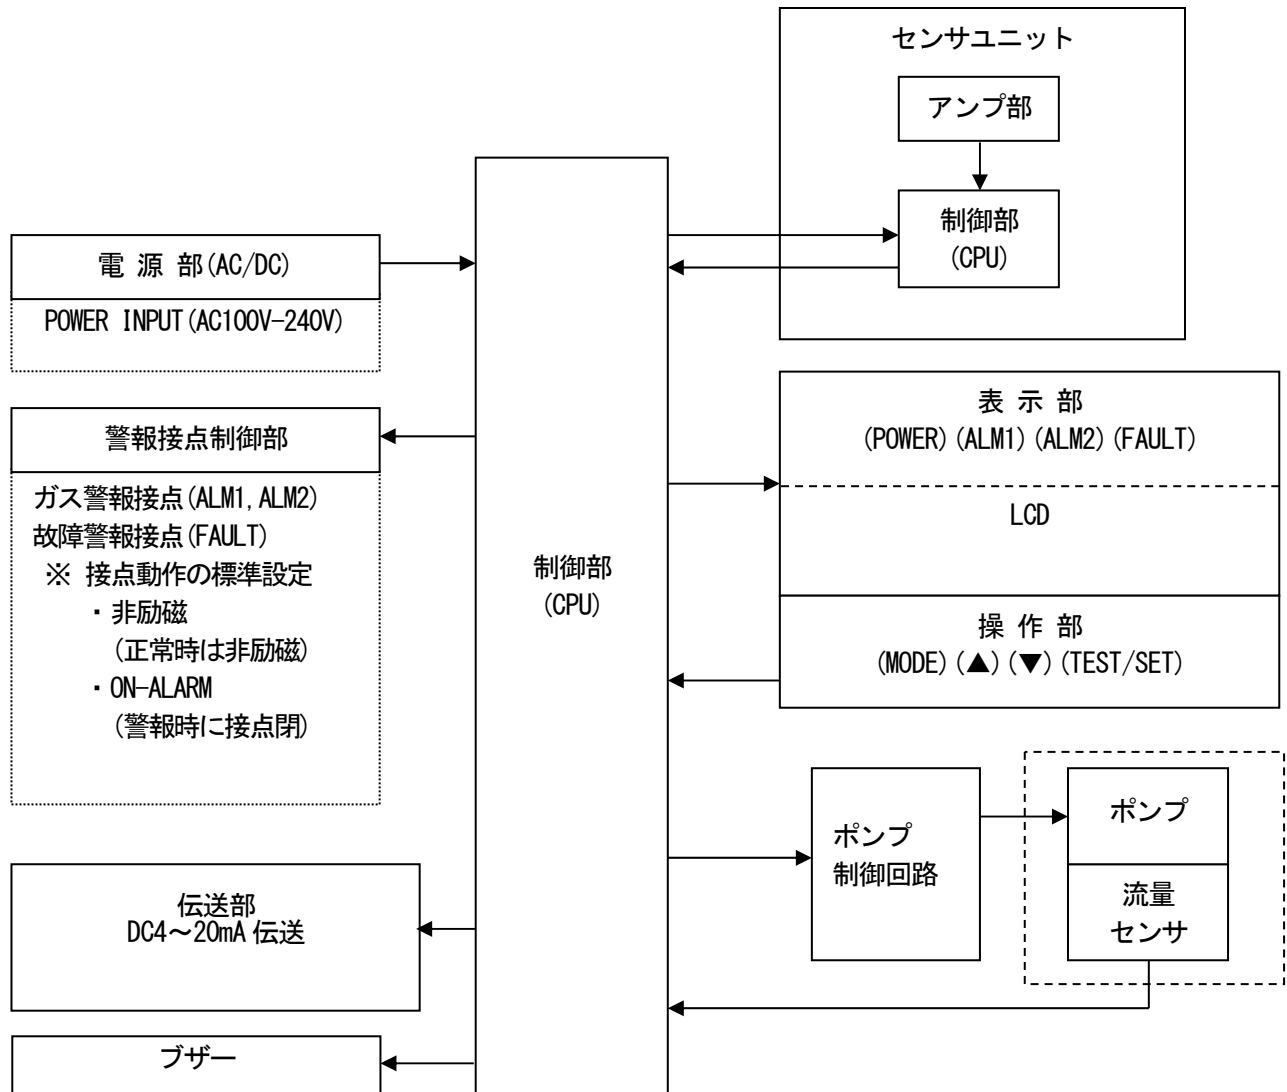 センサユニット
アンプ部
制御部
(CPU)
電 源 部(AC/DC)
POWER INPUT(AC100V-240V)
警報接点制御部
ガス警報接点(ALM1,ALM2)
故障警報接点(FAULT)
※ 接点動作の標準設定
・非励磁
(正常時は非励磁)
・ON-ALARM
(警報時に接点閉)
伝送部
DC4～20mA 伝送
ブザー
制御部
(CPU)
表 示 部
(POWER)(ALM1)(ALM2)(FAULT)
LCD
操 作 部
(MODE)(▲)(▼)(TEST/SET)
ポンプ
制御回路
ポンプ
流量
センサ